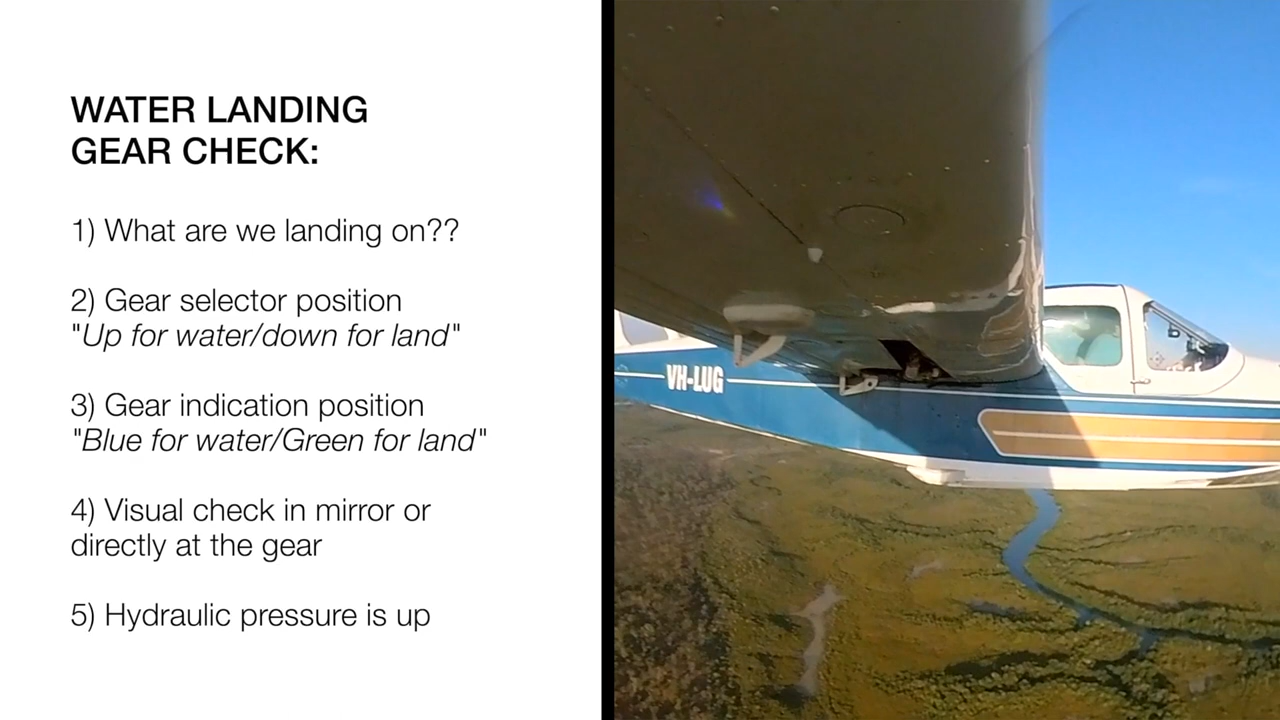 WATER LANDING
GEAR CHECK:
1) What are we landing on??
2) Gear selector position
"Up for water/down for land"
3) Gear indication position
"Blue for water/Green for land"
4) Visual check in mirror or
directly at the gear
5) Hydraulic pressure is up
VH-LUG